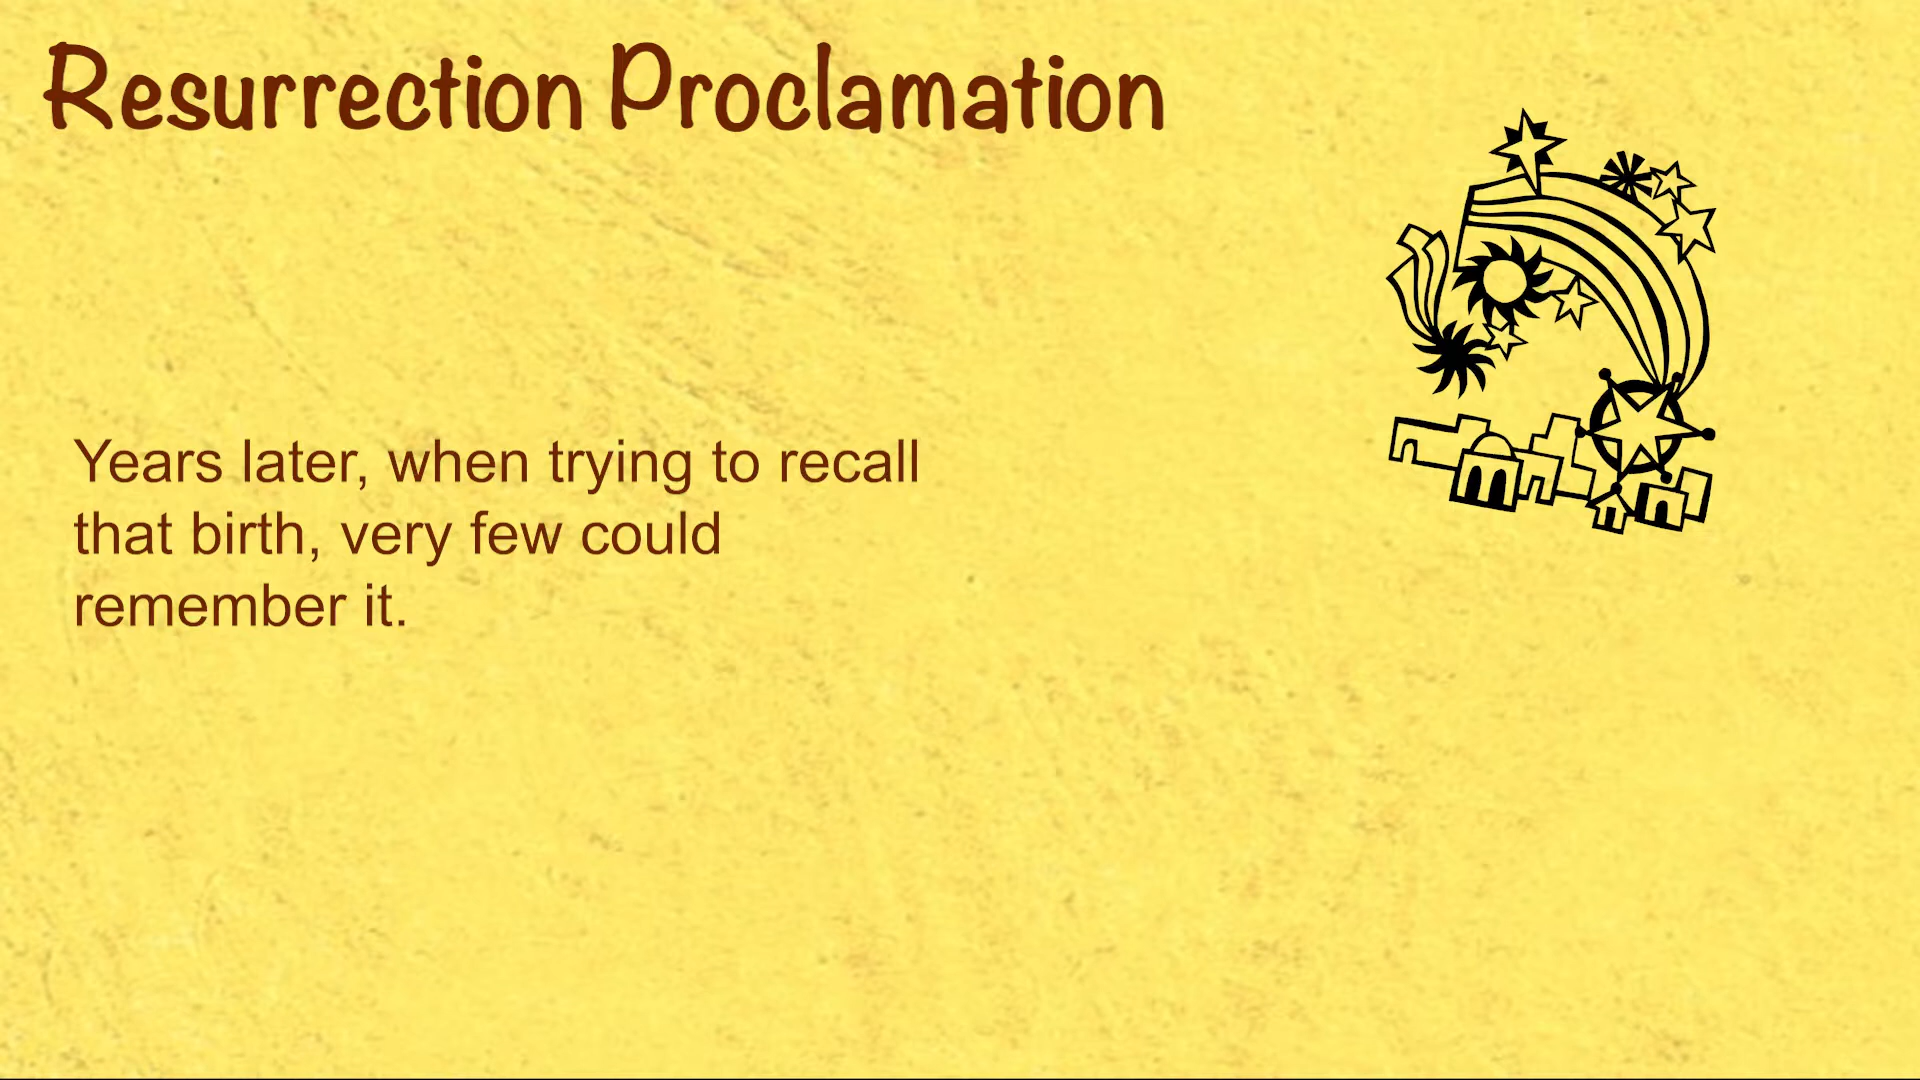 Resurrection Proclamation
Years later, when trying to recall
that birth, very few could
remember it.